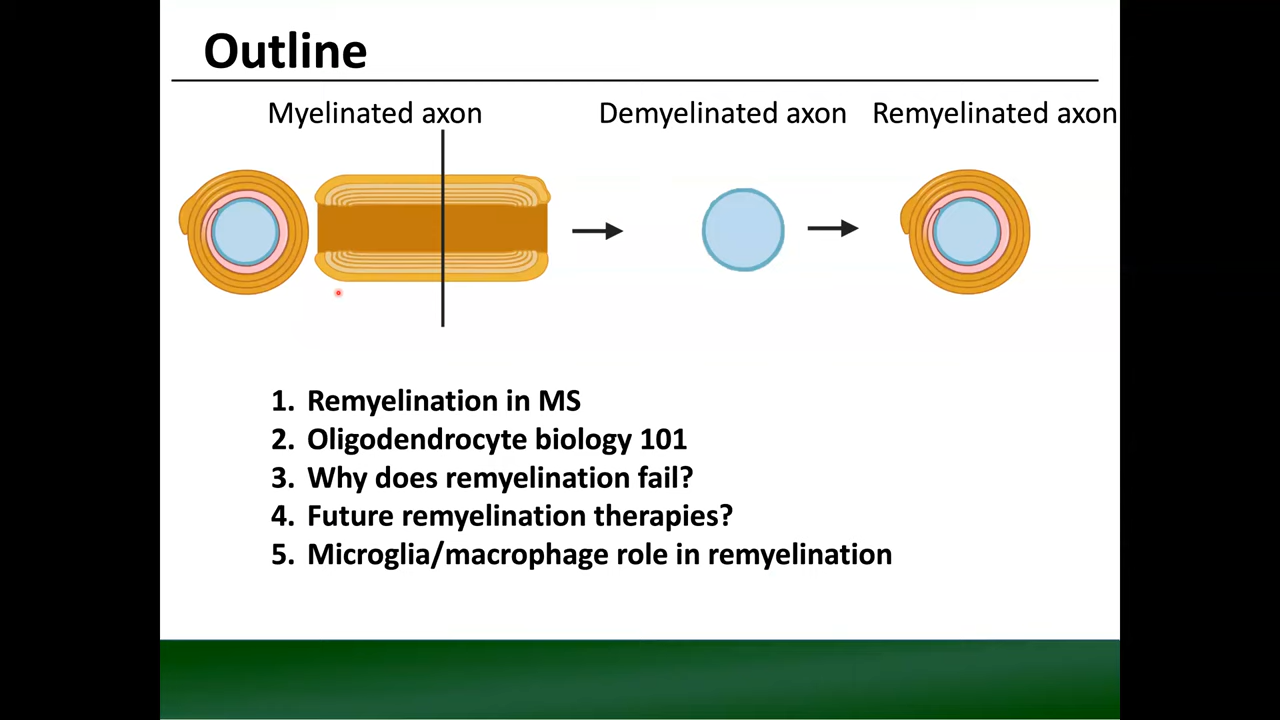 Outline
Myelinated axon
Demyelinated axon
Remyelinated axon
1. Remyelination in MS
2. Oligodendrocyte biology 101
3. Why does remyelination fail?
4. Future remyelination therapies?
5. Microglia/macrophage role in remyelination